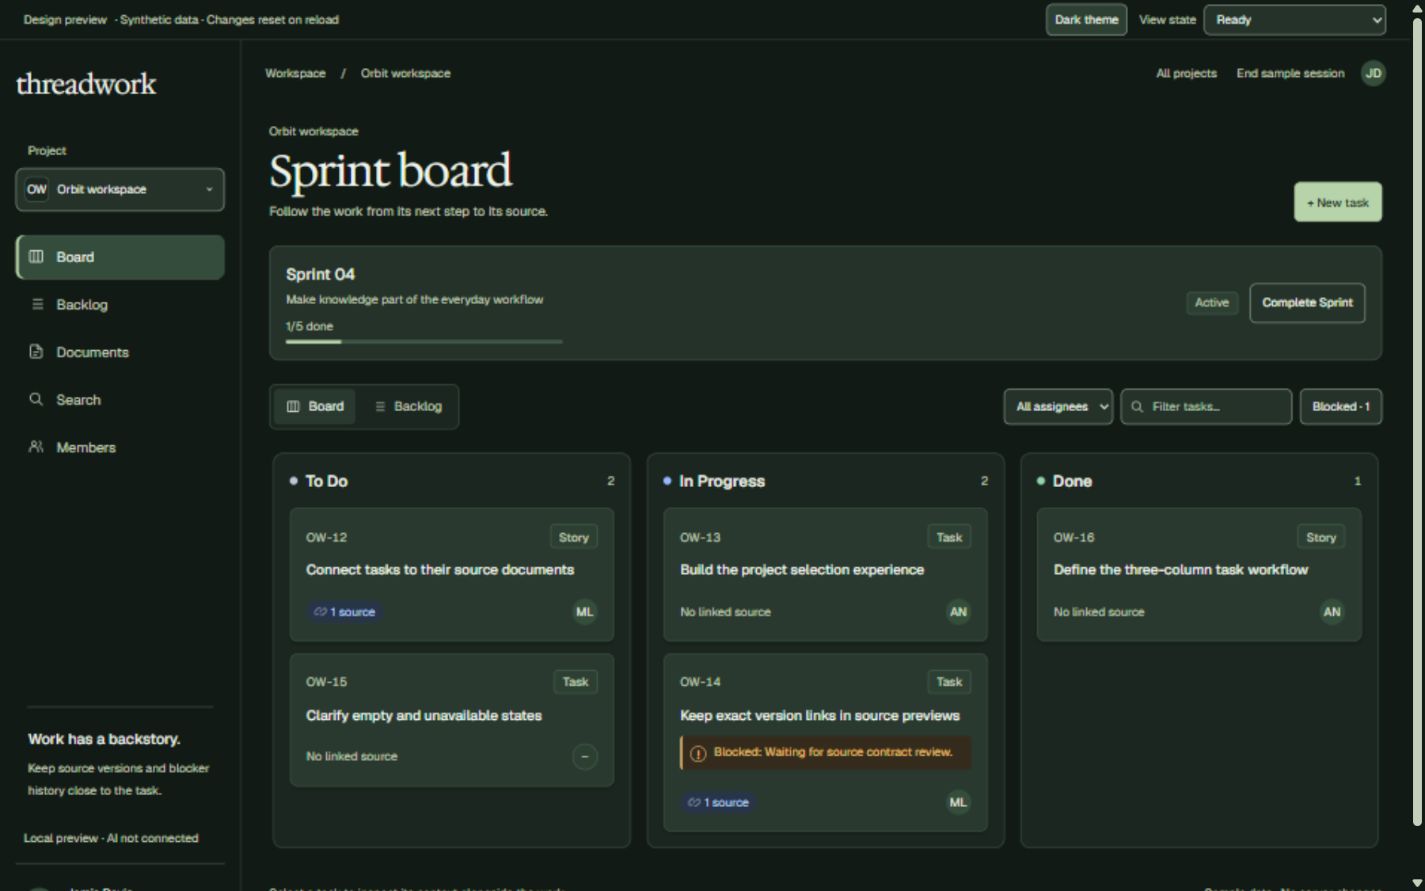 Design preview · Synthetic data · Changes reset on reload
Dark theme
View state
Ready
threadwork
Workspace / Orbit workspace
All projects
End sample session
JD
Project
OW Orbit workspace
Board
Backlog
Documents
Search
Members
Orbit workspace
Sprint board
Follow the work from its next step to its source.
+ New task
Sprint 04
Make knowledge part of the everyday workflow
1/5 done
Active
Complete Sprint
Board
Backlog
All assignees
Filter tasks...
Blocked · 1
To Do 2
OW-12 Story
Connect tasks to their source documents
1 source ML
OW-15 Task
Clarify empty and unavailable states
No linked source –
In Progress 2
OW-13 Task
Build the project selection experience
No linked source AN
OW-14 Task
Keep exact version links in source previews
Blocked: Waiting for source contract review.
1 source ML
Done 1
OW-16 Story
Define the three-column task workflow
No linked source AN
Work has a backstory.
Keep source versions and blocker
history close to the task.
Local preview · AI not connected